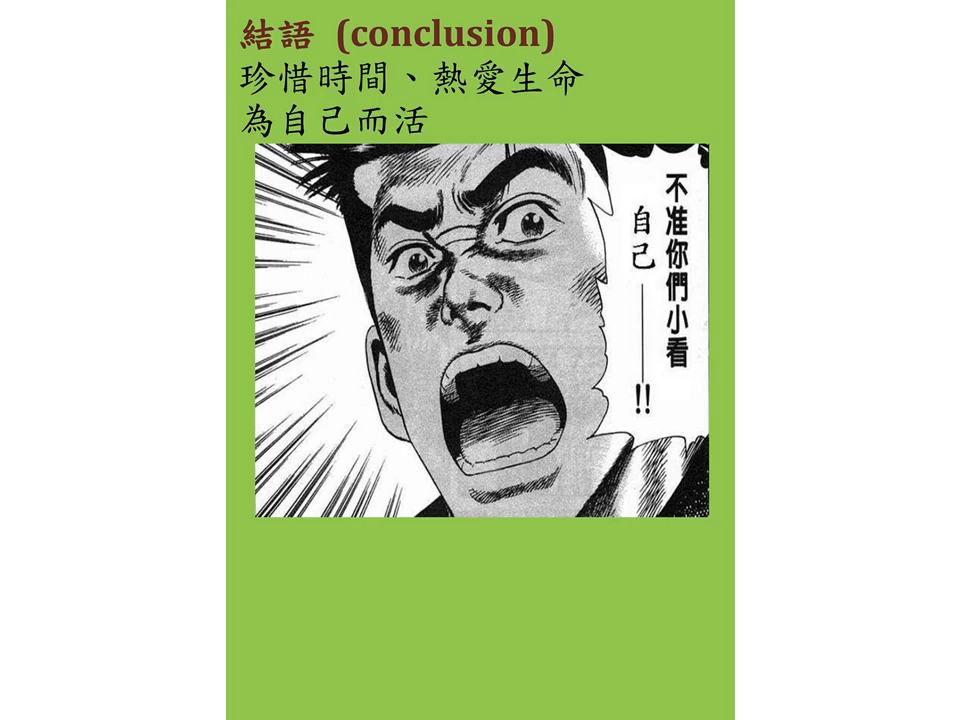 結語 (conclusion)
珍惜時間、熱愛生命
為自己而活
不准你們小看
自己——!!